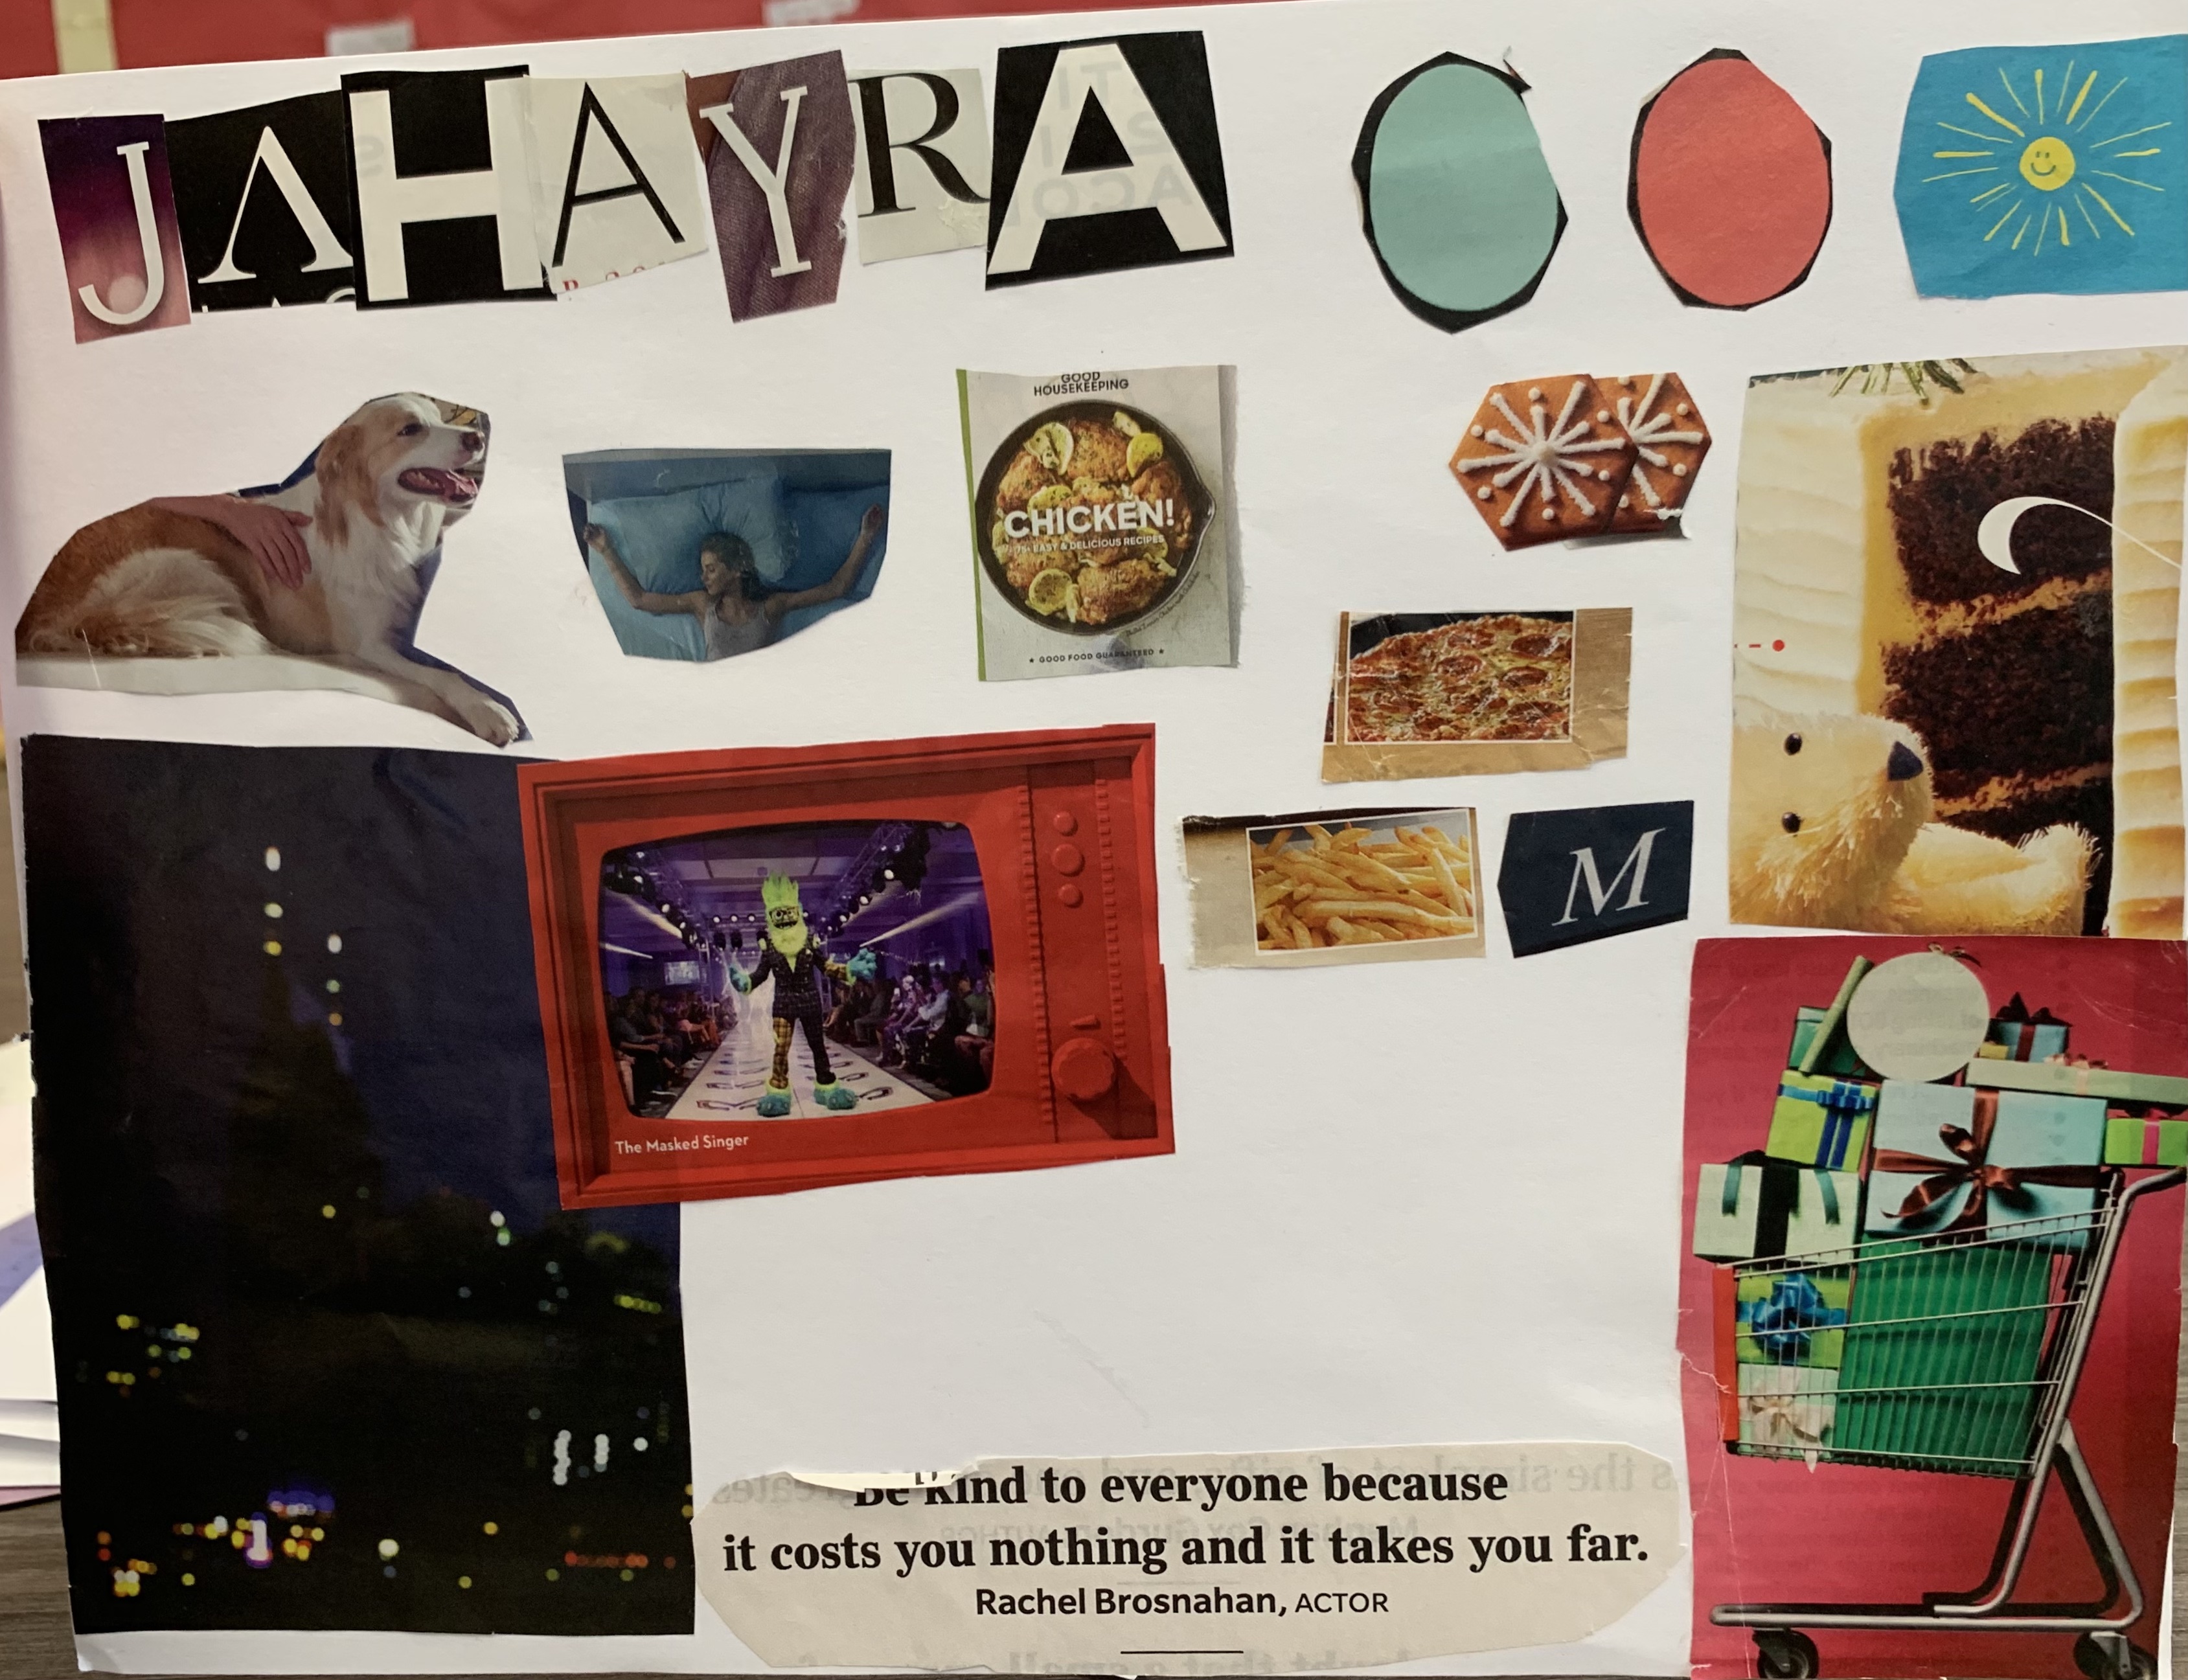 JAHAYRA
GOOD
HOUSEKEEPING
CHICKEN!
75+ EASY & DELICIOUS RECIPES
★ GOOD FOOD GUARANTEED ★
M
The Masked Singer
Be kind to everyone because
it costs you nothing and it takes you far.
Rachel Brosnahan, ACTOR